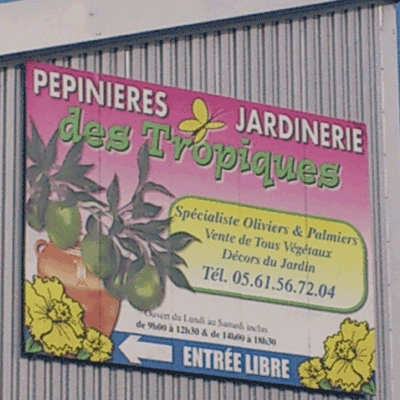 PEPINIERES JARDINERIE
des Tropiques
Spécialiste Oliviers & Palmiers
Vente de Tous Végétaux
Décors du Jardin
Tél. 05.61.56.72.04
Ouvert du Lundi au Samedi inclus
de 9h00 à 12h30 & de 14h00 à 18h30
ENTRÉE LIBRE